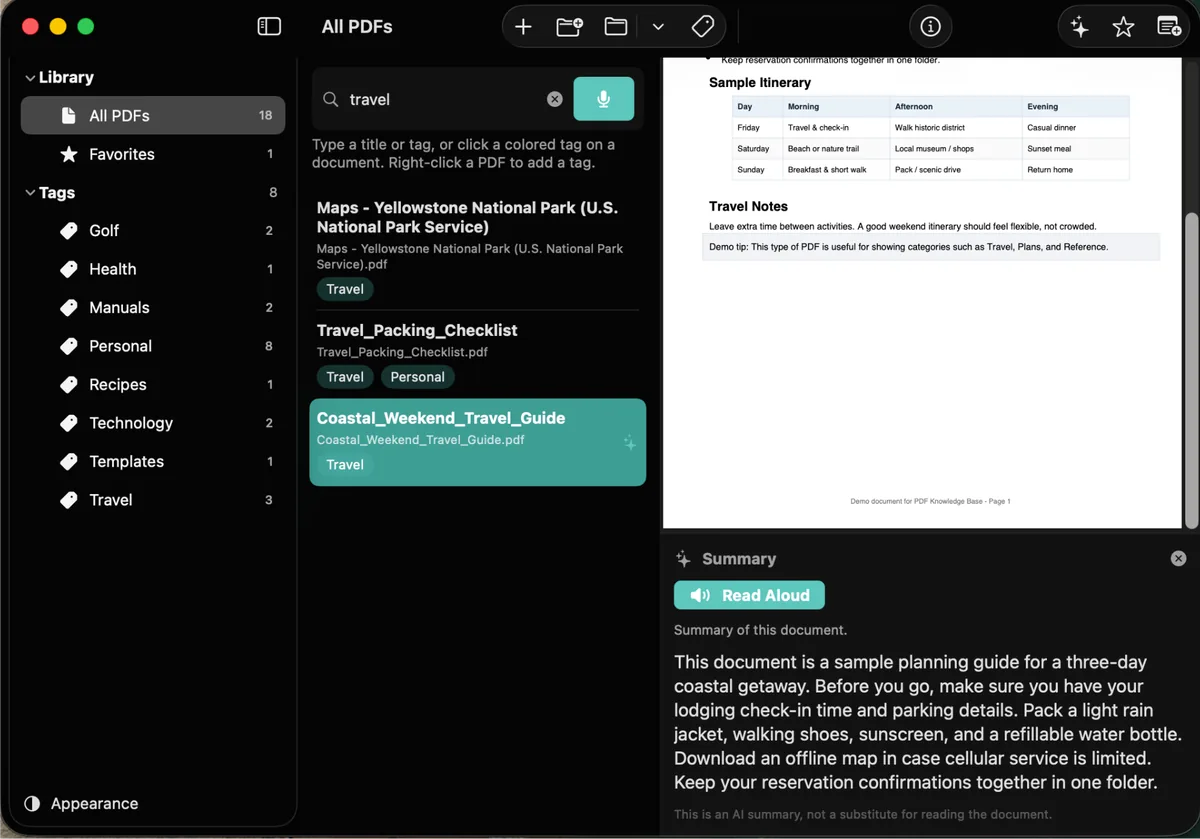 All PDFs
Library
All PDFs 18
Favorites 1
Tags 8
Golf 2
Health 1
Manuals 2
Personal 8
Recipes 1
Technology 2
Templates 1
Travel 3
Appearance
travel
Type a title or tag, or click a colored tag on a
document. Right-click a PDF to add a tag.
Maps - Yellowstone National Park (U.S.
National Park Service)
Maps - Yellowstone National Park (U.S. National Park
Service).pdf
Travel
Travel_Packing_Checklist
Travel_Packing_Checklist.pdf
Travel Personal
Coastal_Weekend_Travel_Guide
Coastal_Weekend_Travel_Guide.pdf
Travel
Keep reservation confirmations together in one folder.
Sample Itinerary
Day Morning Afternoon Evening
Friday Travel & check-in Walk historic district Casual dinner
Saturday Beach or nature trail Local museum / shops Sunset meal
Sunday Breakfast & short walk Pack / scenic drive Return home
Travel Notes
Leave extra time between activities. A good weekend itinerary should feel flexible, not crowded.
Demo tip: This type of PDF is useful for showing categories such as Travel, Plans, and Reference.
Demo document for PDF Knowledge Base - Page 1
Summary
Read Aloud
Summary of this document.
This document is a sample planning guide for a three-day
coastal getaway. Before you go, make sure you have your
lodging check-in time and parking details. Pack a light rain
jacket, walking shoes, sunscreen, and a refillable water bottle.
Download an offline map in case cellular service is limited.
Keep your reservation confirmations together in one folder.
This is an AI summary, not a substitute for reading the document.